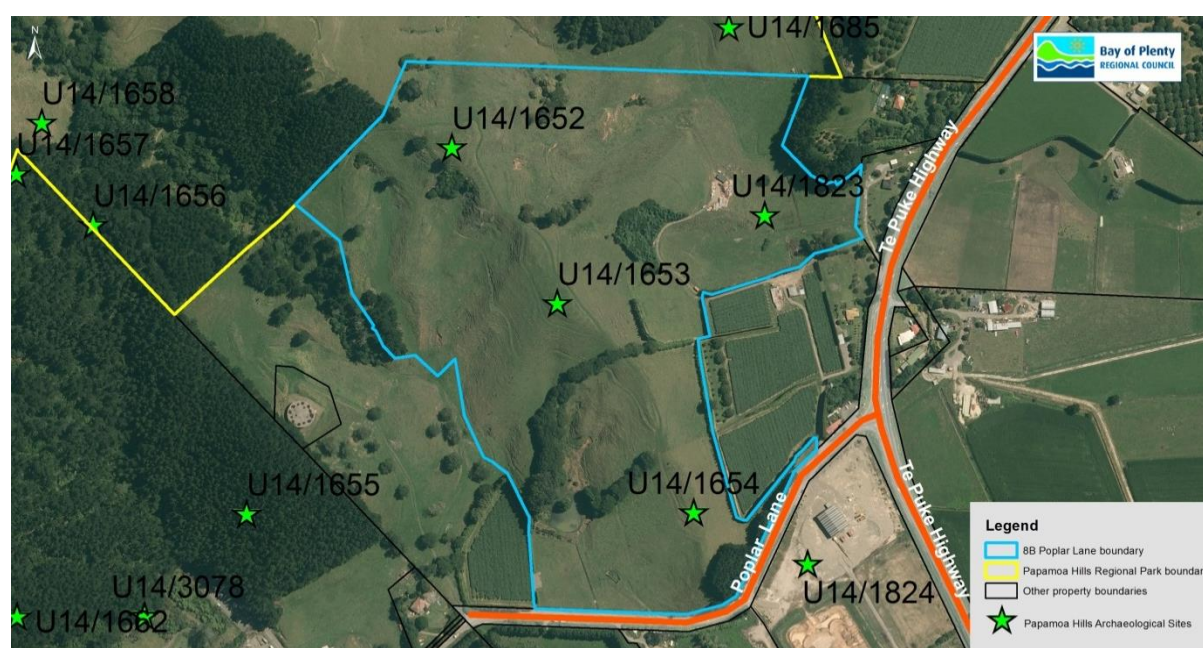 U14/1685
N
Bay of Plenty
REGIONAL COUNCIL
U14/1658
U14/1652
U14/1657
U14/1656
U14/1823
Te Puke Highway
U14/1653
U14/1655
U14/1654
Poplar Lane
Te Puke Highway
U14/3078
U14/1662
U14/1824
Legend
8B Poplar Lane boundary
Papamoa Hills Regional Park boundar
Other property boundaries
Papamoa Hills Archaeological Sites